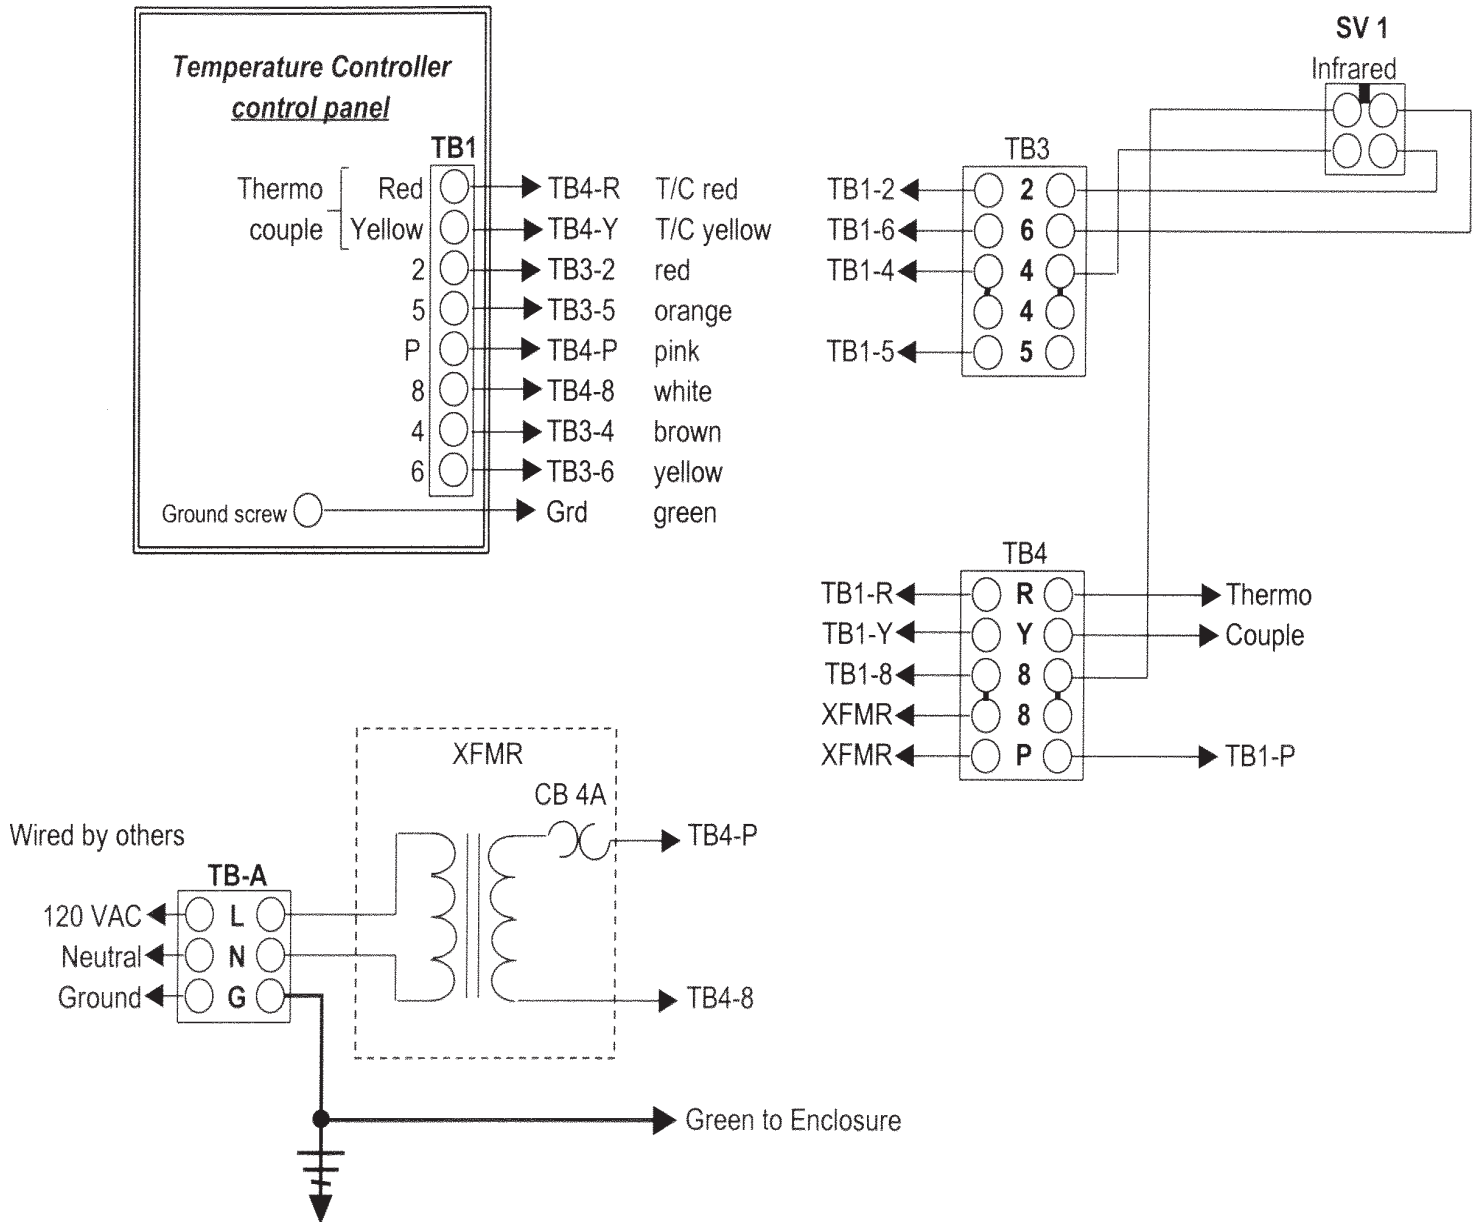 Temperature Controller
control panel
TB1
Thermo Red TB4-R T/C red
couple Yellow TB4-Y T/C yellow
2 TB3-2 red
5 TB3-5 orange
P TB4-P pink
8 TB4-8 white
4 TB3-4 brown
6 TB3-6 yellow
Ground screw Grd green
SV 1
Infrared
TB3
TB1-2 2
TB1-6 6
TB1-4 4
4
TB1-5 5
TB4
TB1-R R Thermo
TB1-Y Y Couple
TB1-8 8
XFMR 8
XFMR P TB1-P
XFMR
CB 4A
TB4-P
TB4-8
Wired by others
TB-A
120 VAC L
Neutral N
Ground G
Green to Enclosure